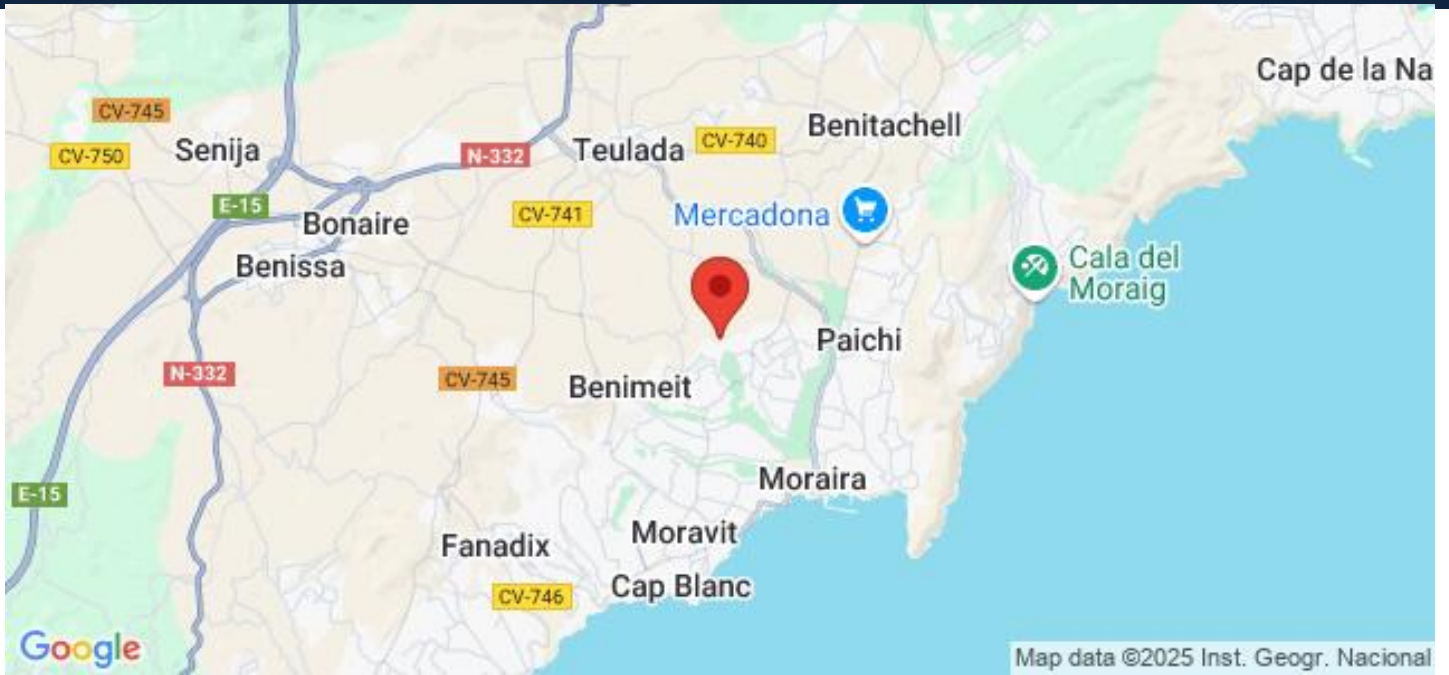 Cap de la Na
CV-745
Benitachell
CV-740
Senija
Teulada
CV-750
N-332
E-15
CV-741
Mercadona
Bonaire
Benissa
Cala del
Moraig
Paichi
N-332
CV-745
Benimeit
Moraira
E-15
Moravit
Fanadix
Cap Blanc
CV-746
Google
Map data ©2025 Inst. Geogr. Nacional